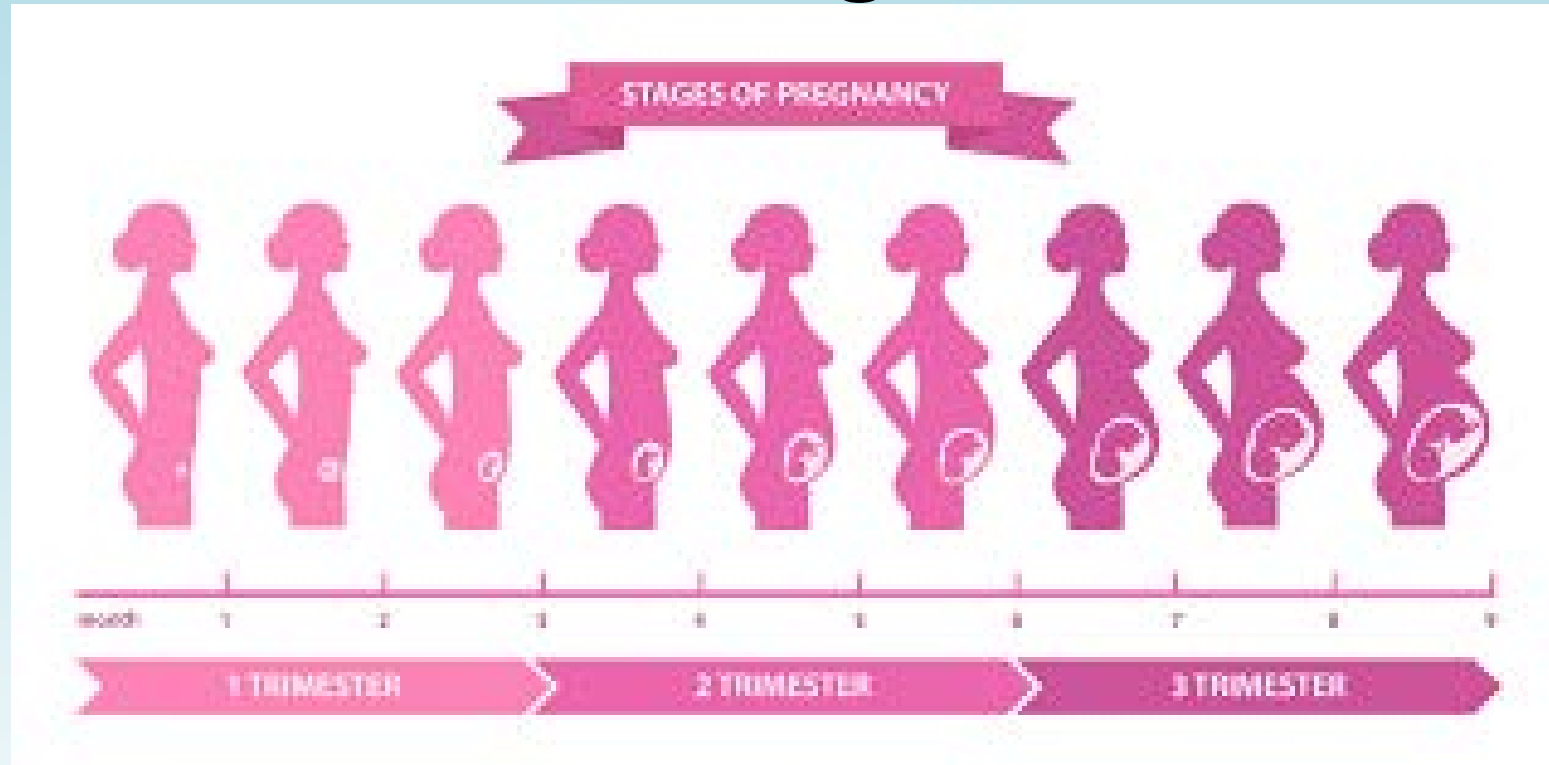 STAGES OF PREGNANCY
month 1 2 3 4 5 6 7 8 9
1 TRIMESTER 2 TRIMESTER 3 TRIMESTER